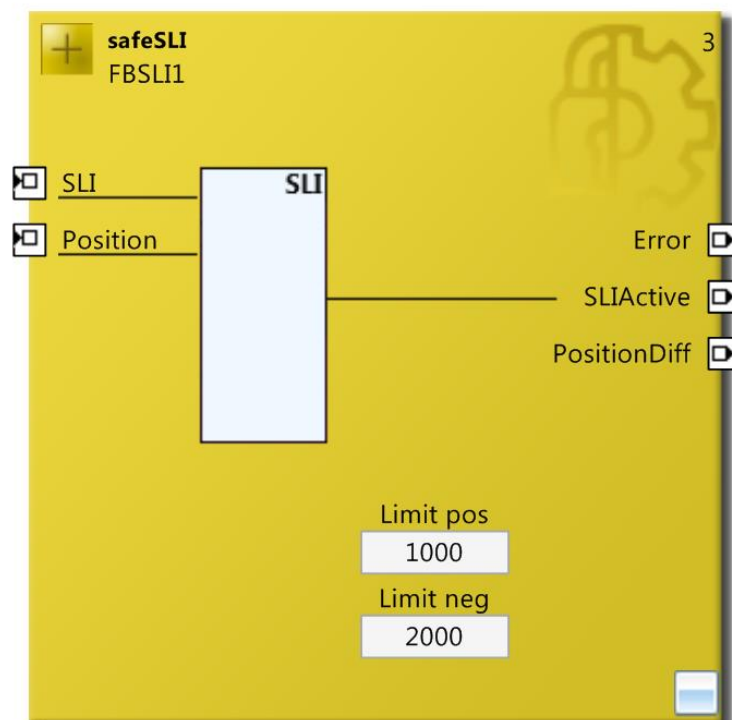 safeSLI
3
FBSLI1
SLI
SLI
Position
Error
SLIActive
PositionDiff
Limit pos
1000
Limit neg
2000